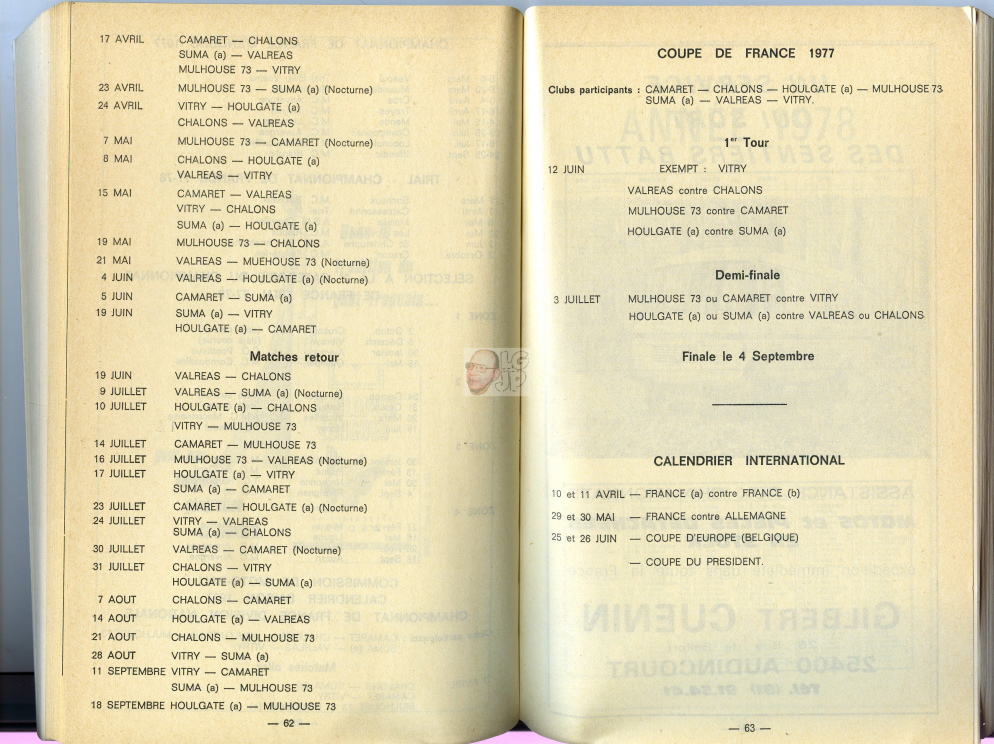 17 AVRIL CAMARET — CHALONS
SUMA (a) — VALREAS
MULHOUSE 73 — VITRY
23 AVRIL MULHOUSE 73 — SUMA (a) (Nocturne)
24 AVRIL VITRY — HOULGATE (a)
CHALONS — VALREAS
7 MAI MULHOUSE 73 — CAMARET (Nocturne)
8 MAI CHALONS — HOULGATE (a)
VALREAS — VITRY
15 MAI CAMARET — VALREAS
VITRY — CHALONS
SUMA (a) — HOULGATE (a)
19 MAI MULHOUSE 73 — CHALONS
21 MAI VALREAS — MUEHOUSE 73 (Nocturne)
4 JUIN VALREAS — HOULGATE (a) (Nocturne)
5 JUIN CAMARET — SUMA (a)
19 JUIN SUMA (a) — VITRY
HOULGATE (a) — CAMARET
Matches retour
19 JUIN VALREAS — CHALONS
9 JUILLET VALREAS — SUMA (a) (Nocturne)
10 JUILLET HOULGATE (a) — CHALONS
VITRY — MULHOUSE 73
14 JUILLET CAMARET — MULHOUSE 73
16 JUILLET MULHOUSE 73 — VALREAS (Nocturne)
17 JUILLET HOULGATE (a) — VITRY
SUMA (a) — CAMARET
23 JUILLET CAMARET — HOULGATE (a) (Nocturne)
24 JUILLET VITRY — VALREAS
SUMA (a) — CHALONS
30 JUILLET VALREAS — CAMARET (Nocturne)
31 JUILLET CHALONS — VITRY
HOULGATE (a) — SUMA (a)
7 AOUT CHALONS — CAMARET
14 AOUT HOULGATE (a) — VALREAS
21 AOUT CHALONS — MULHOUSE 73
28 AOUT VITRY — SUMA (a)
11 SEPTEMBRE VITRY — CAMARET
SUMA (a) — MULHOUSE 73
18 SEPTEMBRE HOULGATE (a) — MULHOUSE 73
— 62 —
COUPE DE FRANCE 1977
Clubs participants : CAMARET — CHALONS — HOULGATE (a) — MULHOUSE 73
SUMA (a) — VALREAS — VITRY.
1er Tour
12 JUIN EXEMPT : VITRY
VALREAS contre CHALONS
MULHOUSE 73 contre CAMARET
HOULGATE (a) contre SUMA (a)
Demi-finale
3 JUILLET MULHOUSE 73 ou CAMARET contre VITRY
HOULGATE (a) ou SUMA (a) contre VALREAS ou CHALONS
Finale le 4 Septembre
CALENDRIER INTERNATIONAL
10 et 11 AVRIL — FRANCE (a) contre FRANCE (b)
29 et 30 MAI — FRANCE contre ALLEMAGNE
25 et 26 JUIN — COUPE D'EUROPE (BELGIQUE)
— COUPE DU PRESIDENT.
— 63 —
LG
JP